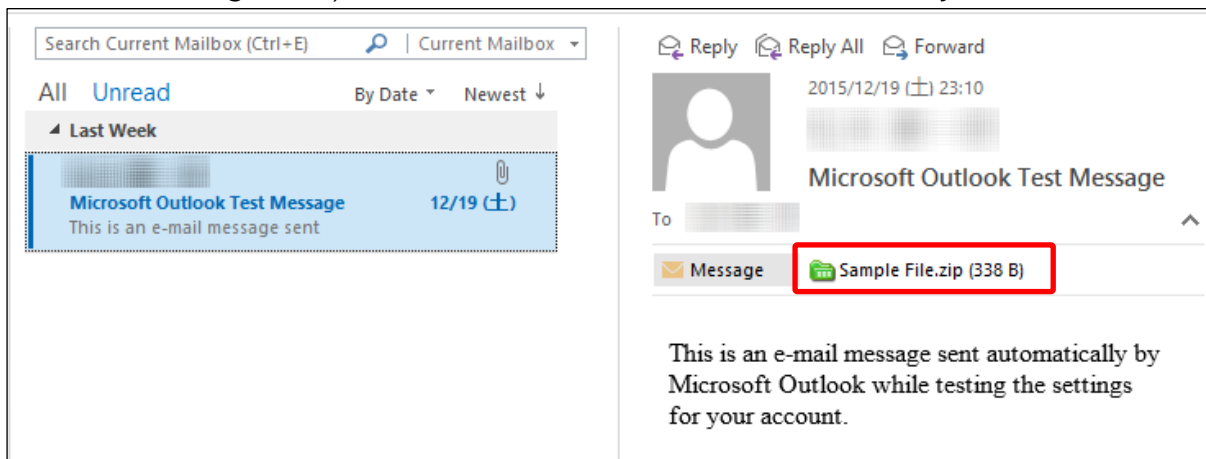 Search Current Mailbox (Ctrl+E) Current Mailbox
All Unread By Date Newest ↓
Last Week
Microsoft Outlook Test Message 12/19 (土)
This is an e-mail message sent
Reply Reply All Forward
2015/12/19 (土) 23:10
Microsoft Outlook Test Message
To
Message Sample File.zip (338 B)
This is an e-mail message sent automatically by
Microsoft Outlook while testing the settings
for your account.